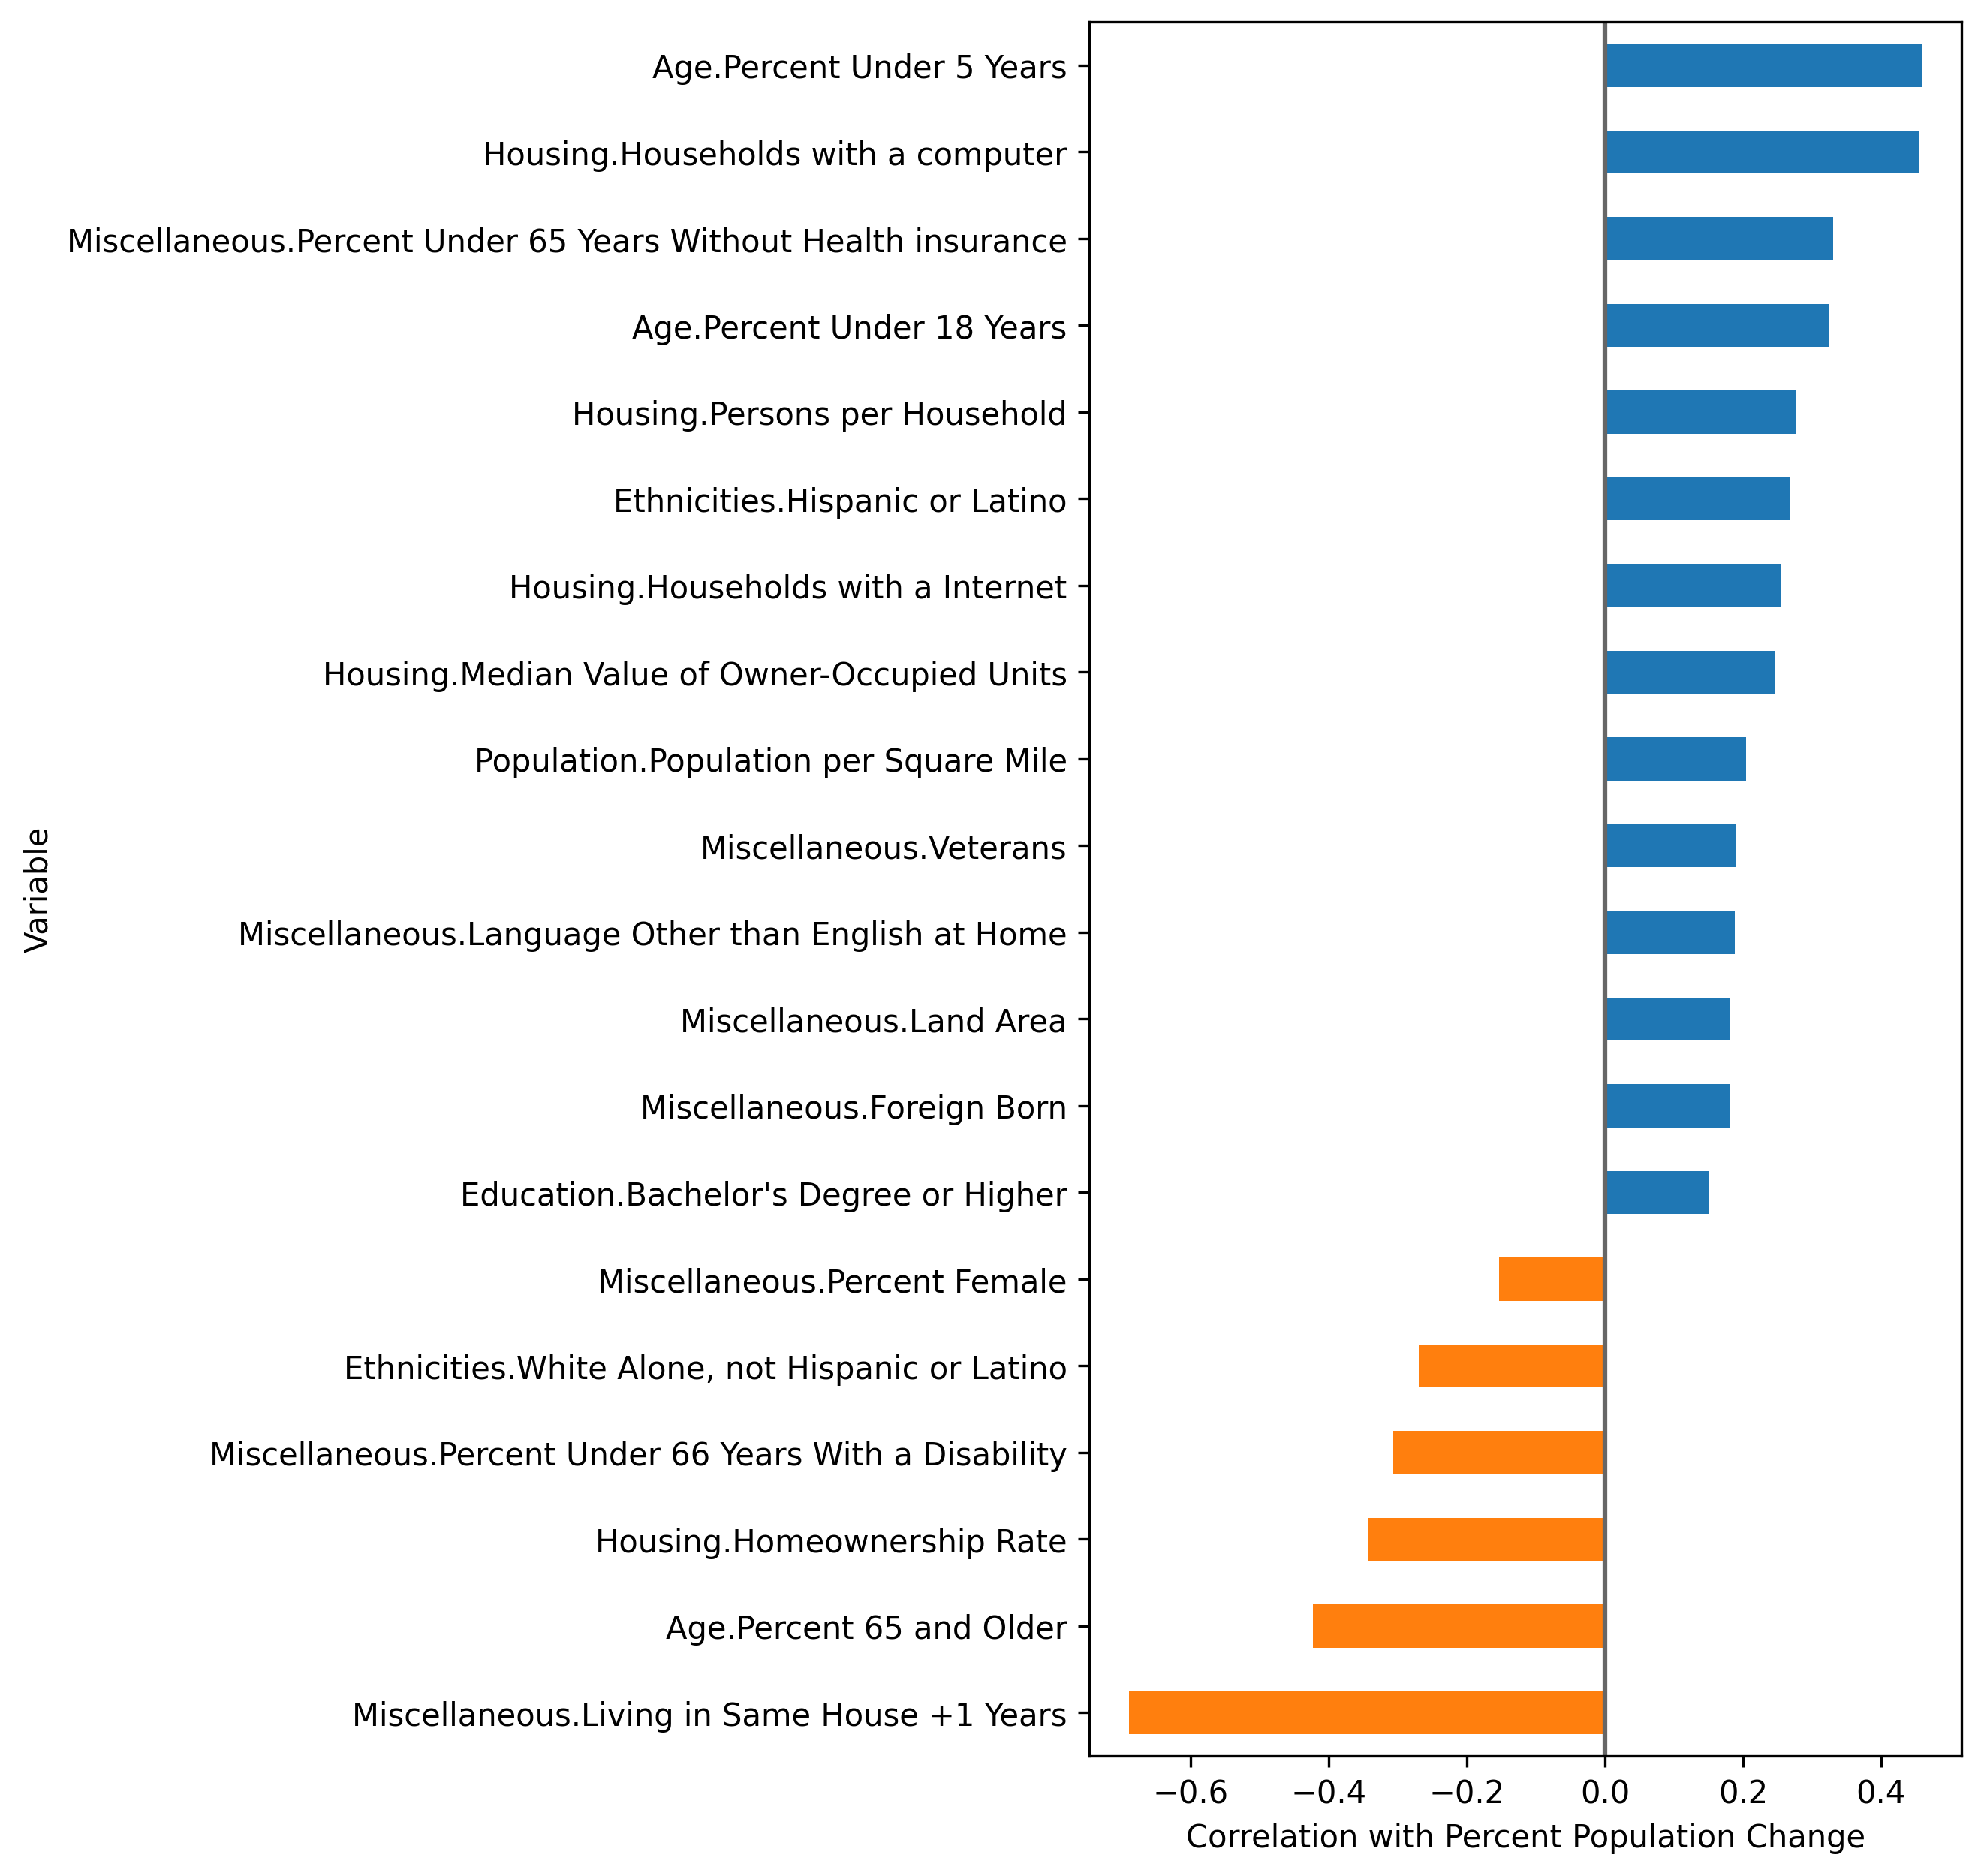 Age.Percent Under 5 Years
Housing.Households with a computer
Miscellaneous.Percent Under 65 Years Without Health insurance
Age.Percent Under 18 Years
Housing.Persons per Household
Ethnicities.Hispanic or Latino
Housing.Households with a Internet
Housing.Median Value of Owner-Occupied Units
Population.Population per Square Mile
Miscellaneous.Veterans
Miscellaneous.Language Other than English at Home
Miscellaneous.Land Area
Miscellaneous.Foreign Born
Education.Bachelor's Degree or Higher
Miscellaneous.Percent Female
Ethnicities.White Alone, not Hispanic or Latino
Miscellaneous.Percent Under 66 Years With a Disability
Housing.Homeownership Rate
Age.Percent 65 and Older
Miscellaneous.Living in Same House +1 Years
Variable
−0.6 −0.4 −0.2 0.0 0.2 0.4
Correlation with Percent Population Change